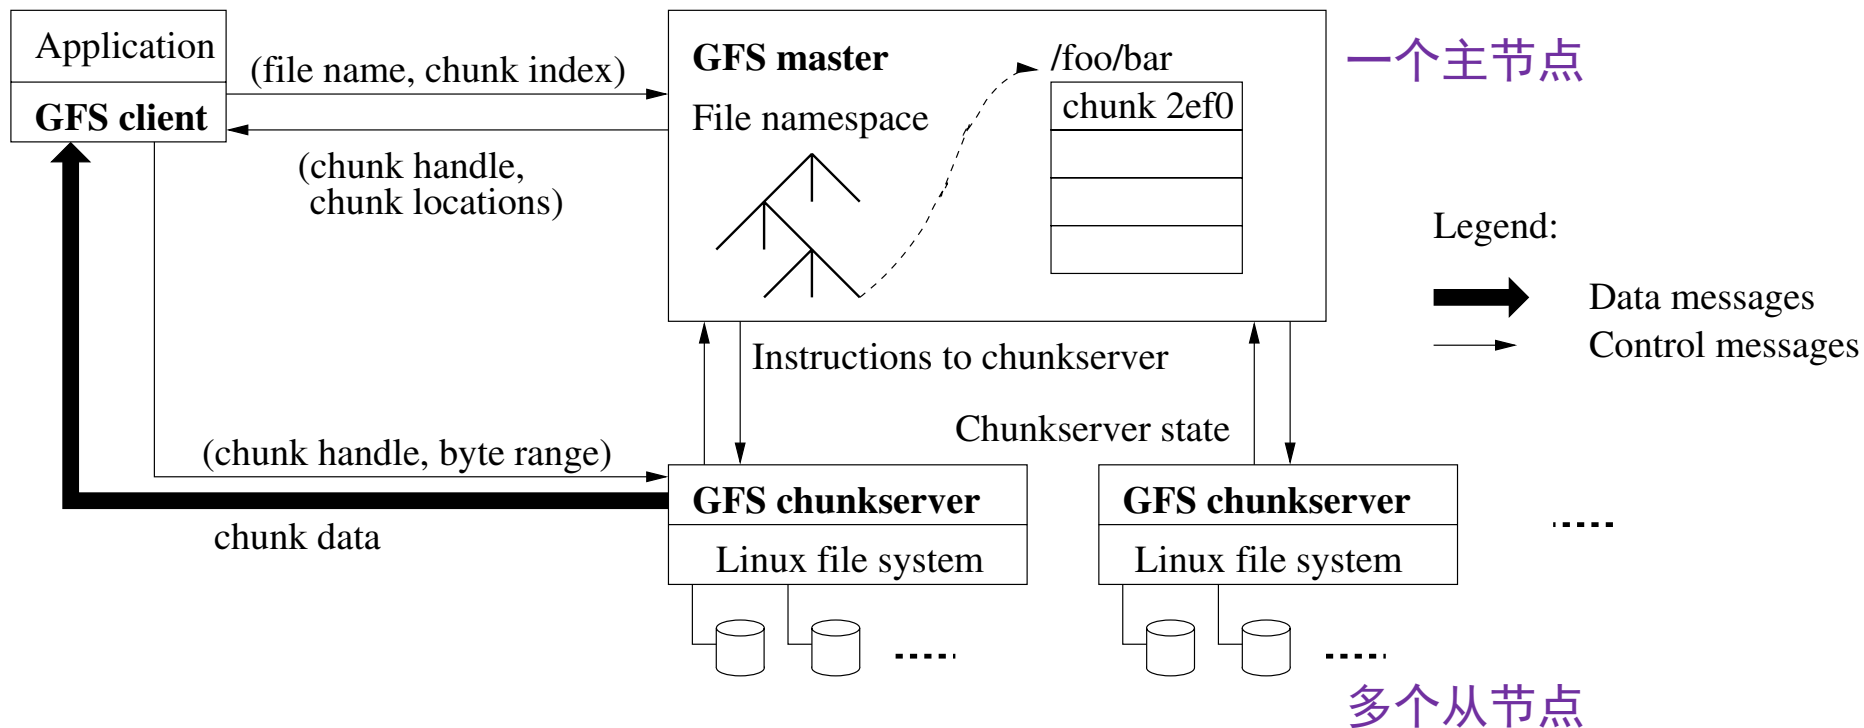 Application
GFS client
(file name, chunk index)
(chunk handle,
chunk locations)
GFS master
File namespace
/foo/bar
chunk 2ef0
一个主节点
Legend:
Data messages
Control messages
Instructions to chunkserver
Chunkserver state
(chunk handle, byte range)
chunk data
GFS chunkserver
Linux file system
GFS chunkserver
Linux file system
多个从节点